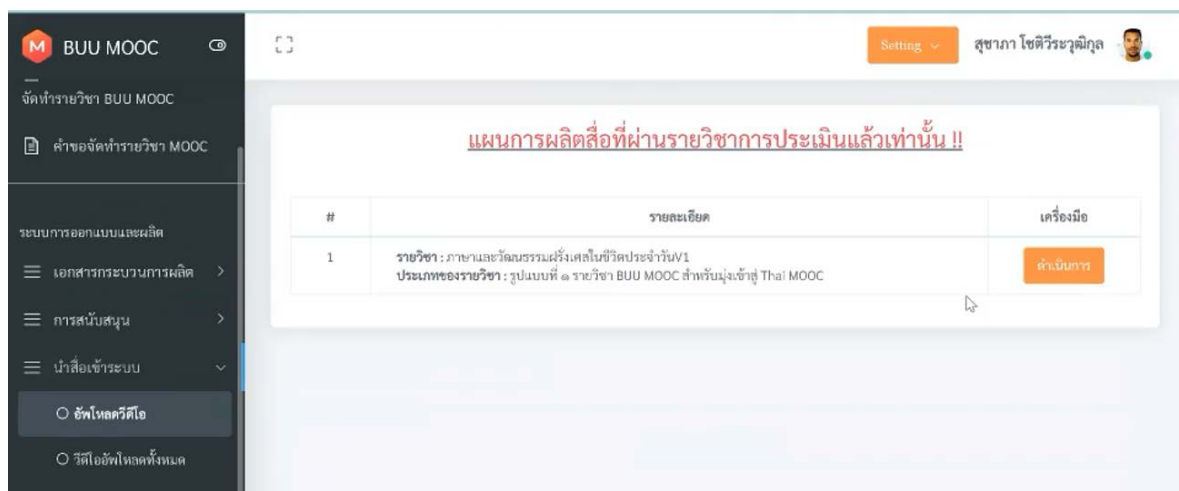 BUU MOOC
Setting
สุชาภา โชติวีระวุฒิกุล
จัดทำรายวิชา BUU MOOC
คำขอจัดทำรายวิชา MOOC
ระบบการออกแบบและผลิต
เอกสารกระบวนการผลิต
การสนับสนุน
นำสื่อเข้าระบบ
อัพโหลดวีดีโอ
วีดีโออัพโหลดทั้งหมด
แผนการผลิตสื่อที่ผ่านรายวิชาการประเมินแล้วเท่านั้น !!
# รายละเอียด เครื่องมือ
1 รายวิชา : ภาษาและวัฒนธรรมฝรั่งเศสในชีวิตประจำวันV1
ประเภทของรายวิชา : รูปแบบที่ ๑ รายวิชา BUU MOOC สำหรับมุ่งเข้าสู่ Thai MOOC
ดำเนินการ